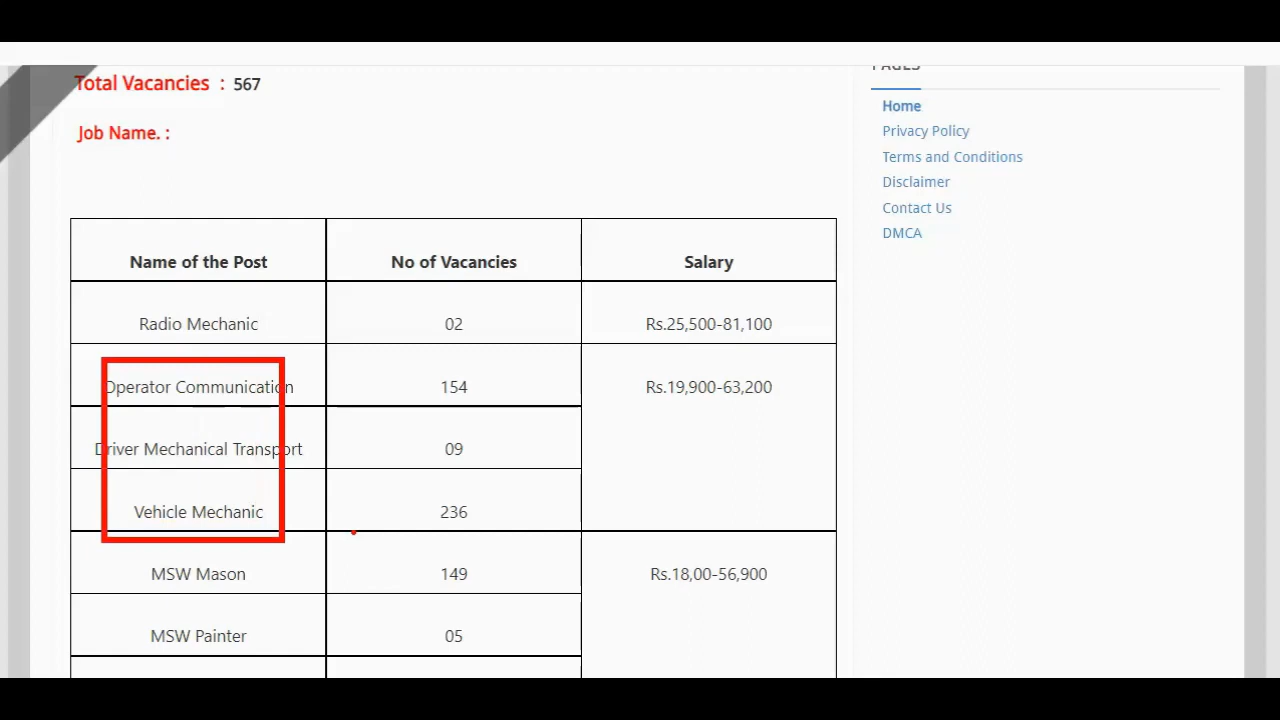 Total Vacancies : 567
Job Name. :
Name of the Post No of Vacancies Salary
Radio Mechanic 02 Rs.25,500-81,100
Operator Communication 154 Rs.19,900-63,200
Driver Mechanical Transport 09
Vehicle Mechanic 236
MSW Mason 149 Rs.18,00-56,900
MSW Painter 05
PAGES
Home
Privacy Policy
Terms and Conditions
Disclaimer
Contact Us
DMCA